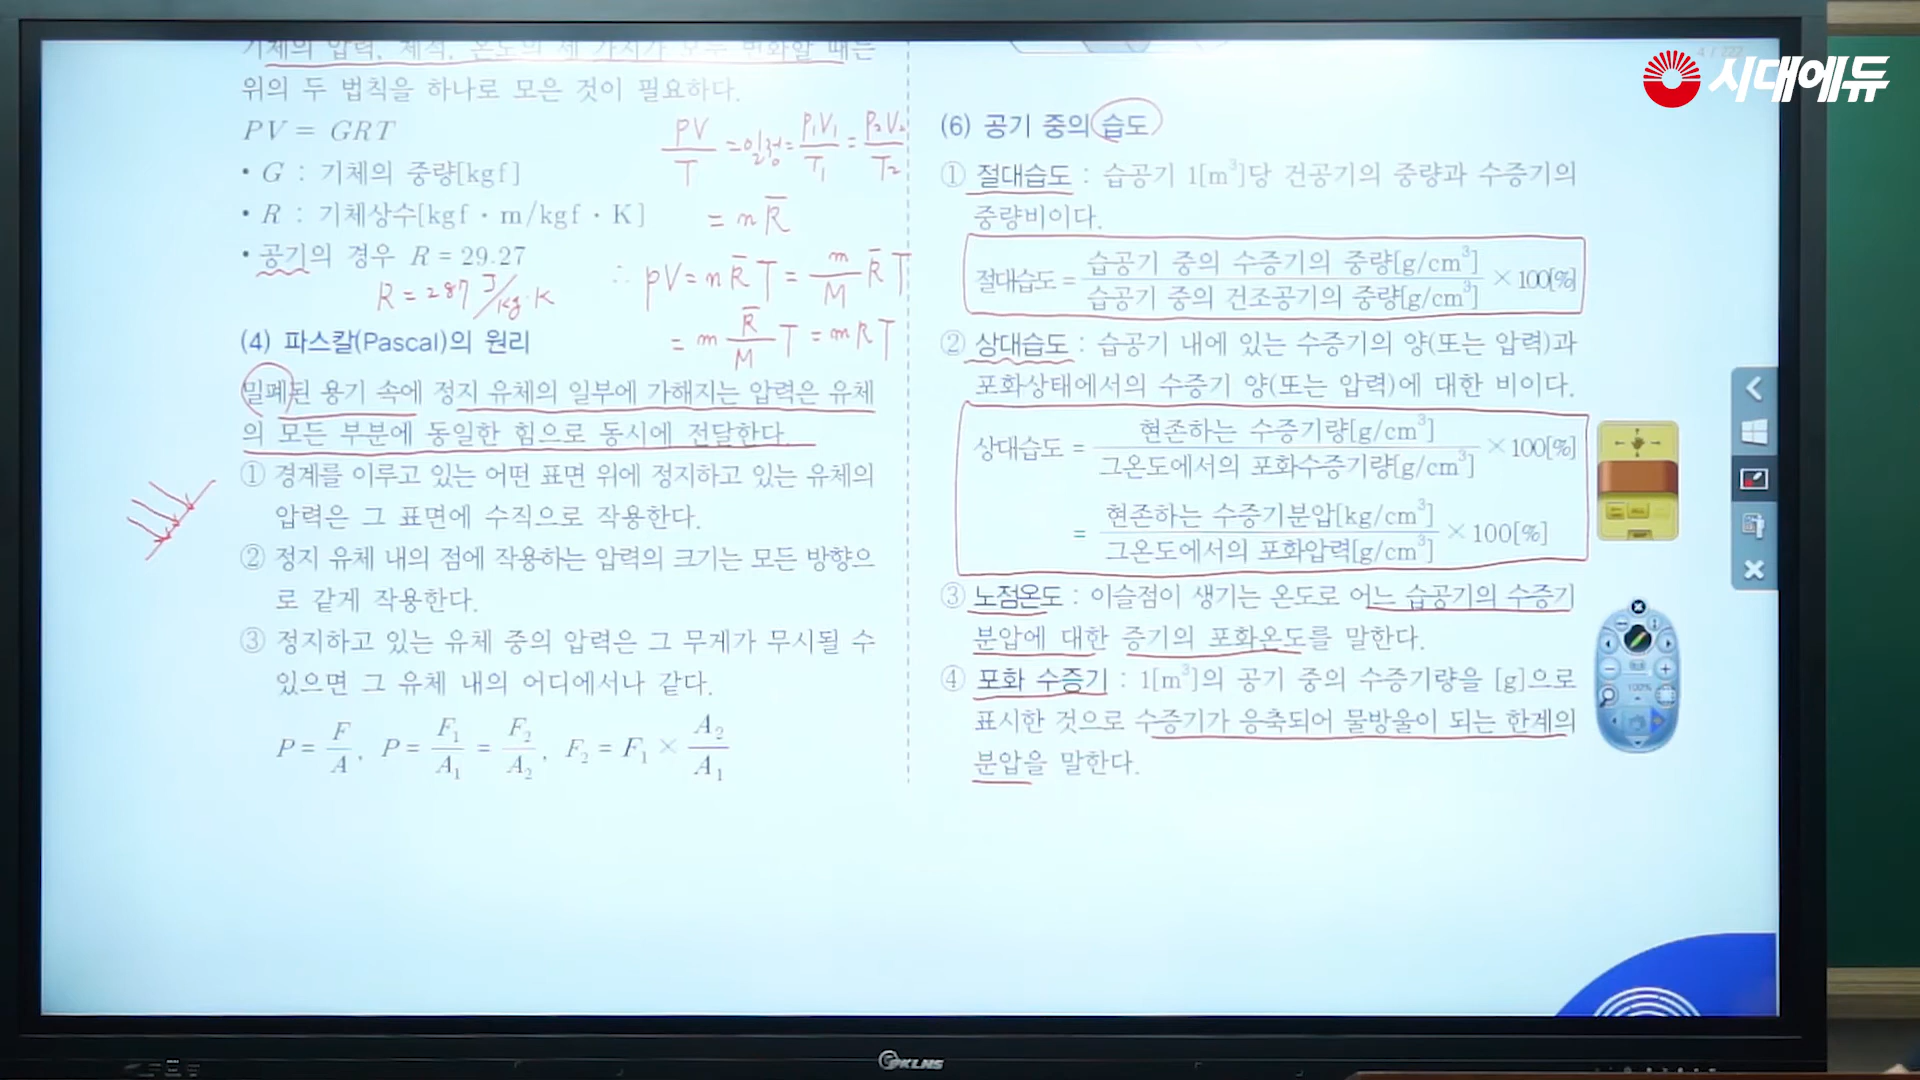 기체의 압력, 체적, 온도의 세 가지가 모두 변화할 때는
위의 두 법칙을 하나로 모은 것이 필요하다.
PV = GRT
• G : 기체의 중량[kgf]
• R : 기체상수[kgf · m/kgf · K]
• 공기의 경우 R = 29.27
R = 287 J/kg·K
PV/T = 일정 = P₁V₁/T₁ = P₂V₂/T₂
= nR̄
∴ PV = nR̄T = m/M R̄T
= m R̄/M T = mRT
(4) 파스칼(Pascal)의 원리
밀폐된 용기 속에 정지 유체의 일부에 가해지는 압력은 유체
의 모든 부분에 동일한 힘으로 동시에 전달한다.
① 경계를 이루고 있는 어떤 표면 위에 정지하고 있는 유체의
압력은 그 표면에 수직으로 작용한다.
② 정지 유체 내의 점에 작용하는 압력의 크기는 모든 방향으
로 같게 작용한다.
③ 정지하고 있는 유체 중의 압력은 그 무게가 무시될 수
있으면 그 유체 내의 어디에서나 같다.
P = F/A, P = F₁/A₁ = F₂/A₂, F₂ = F₁ × A₂/A₁
(6) 공기 중의 습도
① 절대습도 : 습공기 1[m³]당 건공기의 중량과 수증기의
중량비이다.
절대습도 = 습공기 중의 수증기의 중량[g/cm³] / 습공기 중의 건조공기의 중량[g/cm³] × 100[%]
② 상대습도 : 습공기 내에 있는 수증기의 양(또는 압력)과
포화상태에서의 수증기 양(또는 압력)에 대한 비이다.
상대습도 = 현존하는 수증기량[g/cm³] / 그온도에서의 포화수증기량[g/cm³] × 100[%]
= 현존하는 수증기분압[kg/cm³] / 그온도에서의 포화압력[g/cm³] × 100[%]
③ 노점온도 : 이슬점이 생기는 온도로 어느 습공기의 수증기
분압에 대한 증기의 포화온도를 말한다.
④ 포화 수증기 : 1[m³]의 공기 중의 수증기량을 [g]으로
표시한 것으로 수증기가 응축되어 물방울이 되는 한계의
분압을 말한다.
시대에듀
100%